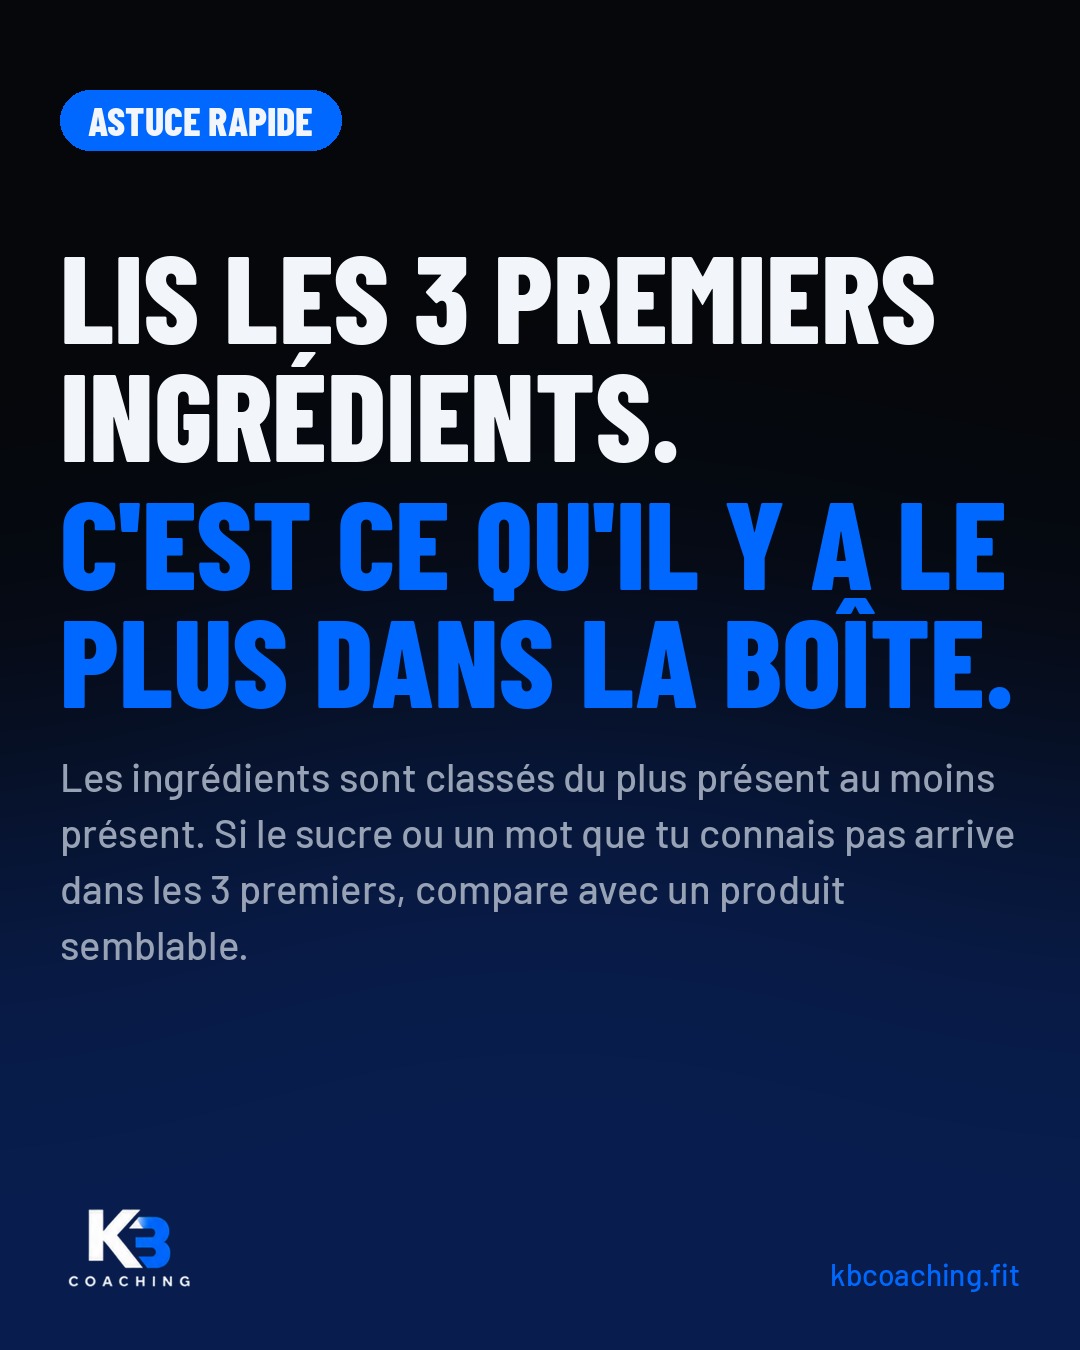 ASTUCE RAPIDE
LIS LES 3 PREMIERS
INGRÉDIENTS.
C'EST CE QU'IL Y A LE
PLUS DANS LA BOÎTE.
Les ingrédients sont classés du plus présent au moins
présent. Si le sucre ou un mot que tu connais pas arrive
dans les 3 premiers, compare avec un produit
semblable.
KB
COACHING
kbcoaching.fit